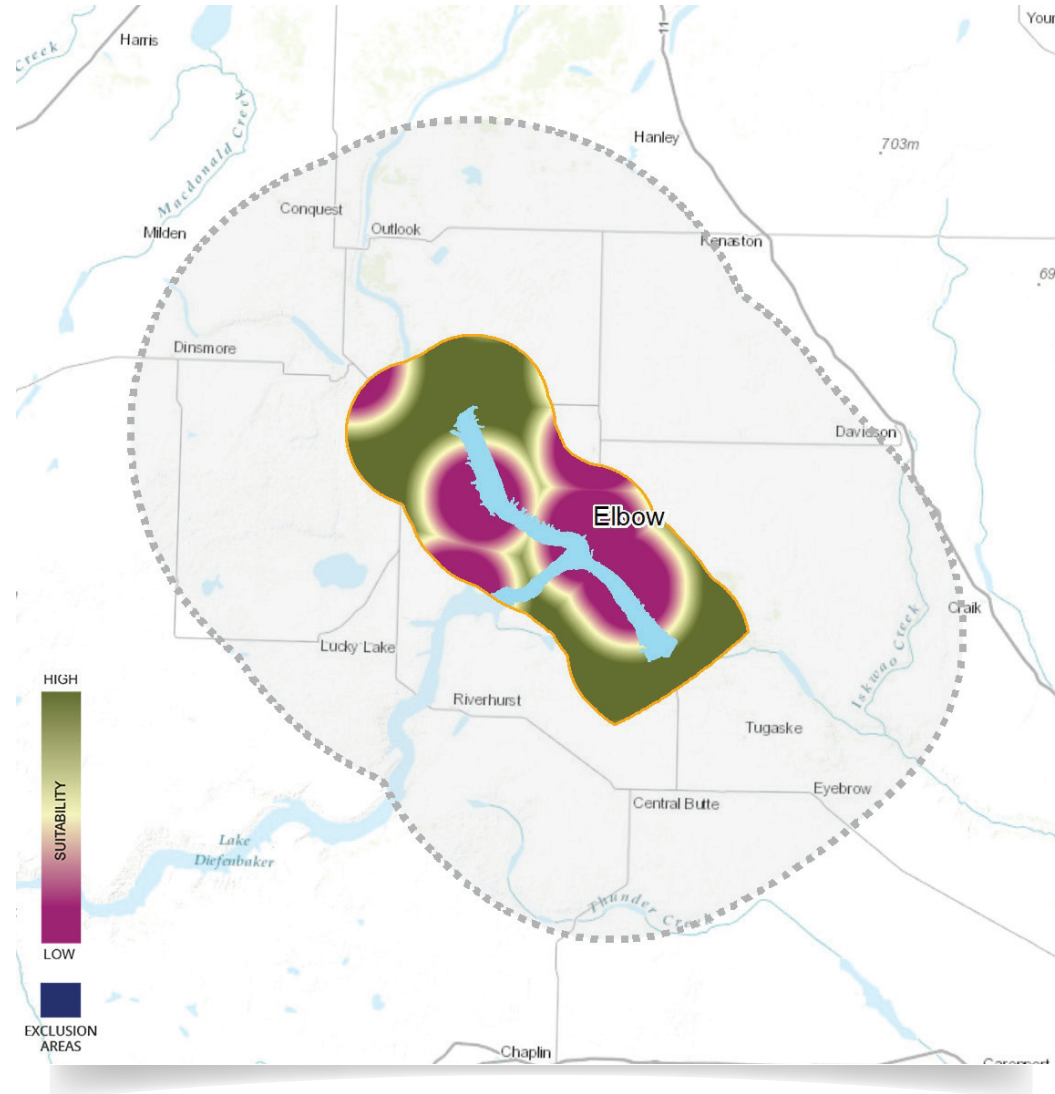 Harris
11
Your
Creek
Hanley
703m
Macdonald Creek
Conquest
Outlook
Milden
Kenaston
69
Dinsmore
Davidson
Elbow
Craik
Iskwao Creek
Lucky Lake
HIGH
Riverhurst
Tugaske
SUITABILITY
Eyebrow
Central Butte
Lake
Diefenbaker
Thunder Creek
LOW
EXCLUSION
AREAS
Chaplin